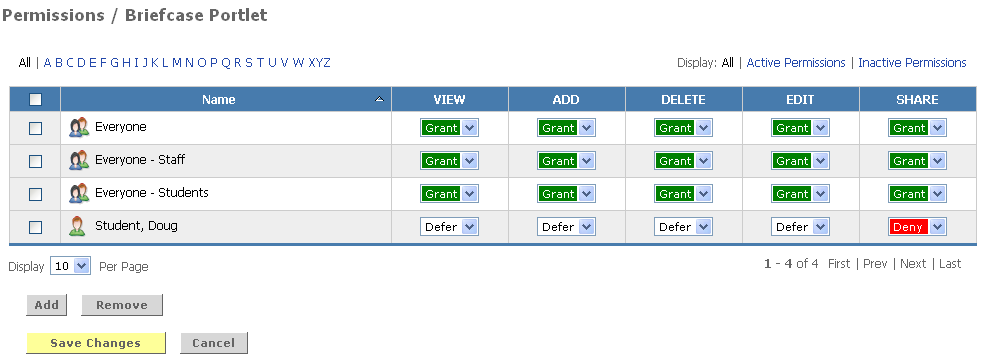 Permissions / Briefcase Portlet
All | A B C D E F G H I J K L M N O P Q R S T U V W XYZ Display: All | Active Permissions | Inactive Permissions
Name VIEW ADD DELETE EDIT SHARE
Everyone Grant Grant Grant Grant Grant
Everyone - Staff Grant Grant Grant Grant Grant
Everyone - Students Grant Grant Grant Grant Grant
Student, Doug Defer Defer Defer Defer Deny
Display 10 Per Page 1 - 4 of 4 First | Prev | Next | Last
Add Remove
Save Changes Cancel